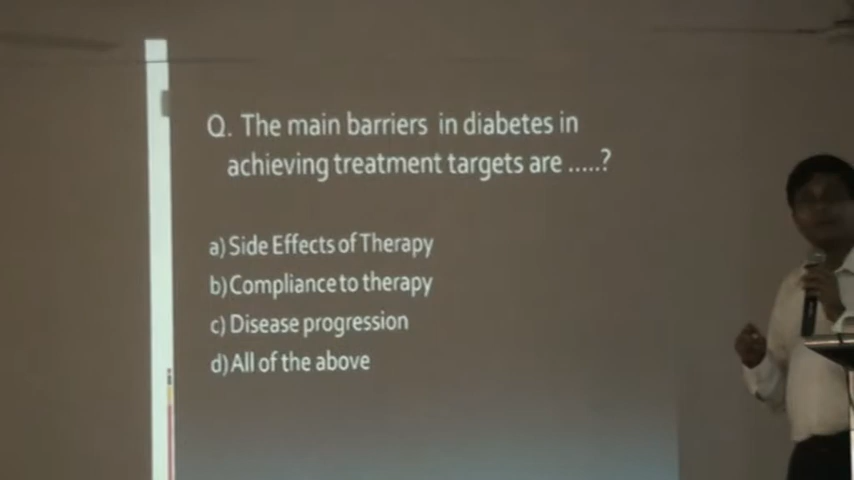 Q. The main barriers in diabetes in
achieving treatment targets are .....?
a) Side Effects of Therapy
b) Compliance to therapy
c) Disease progression
d) All of the above